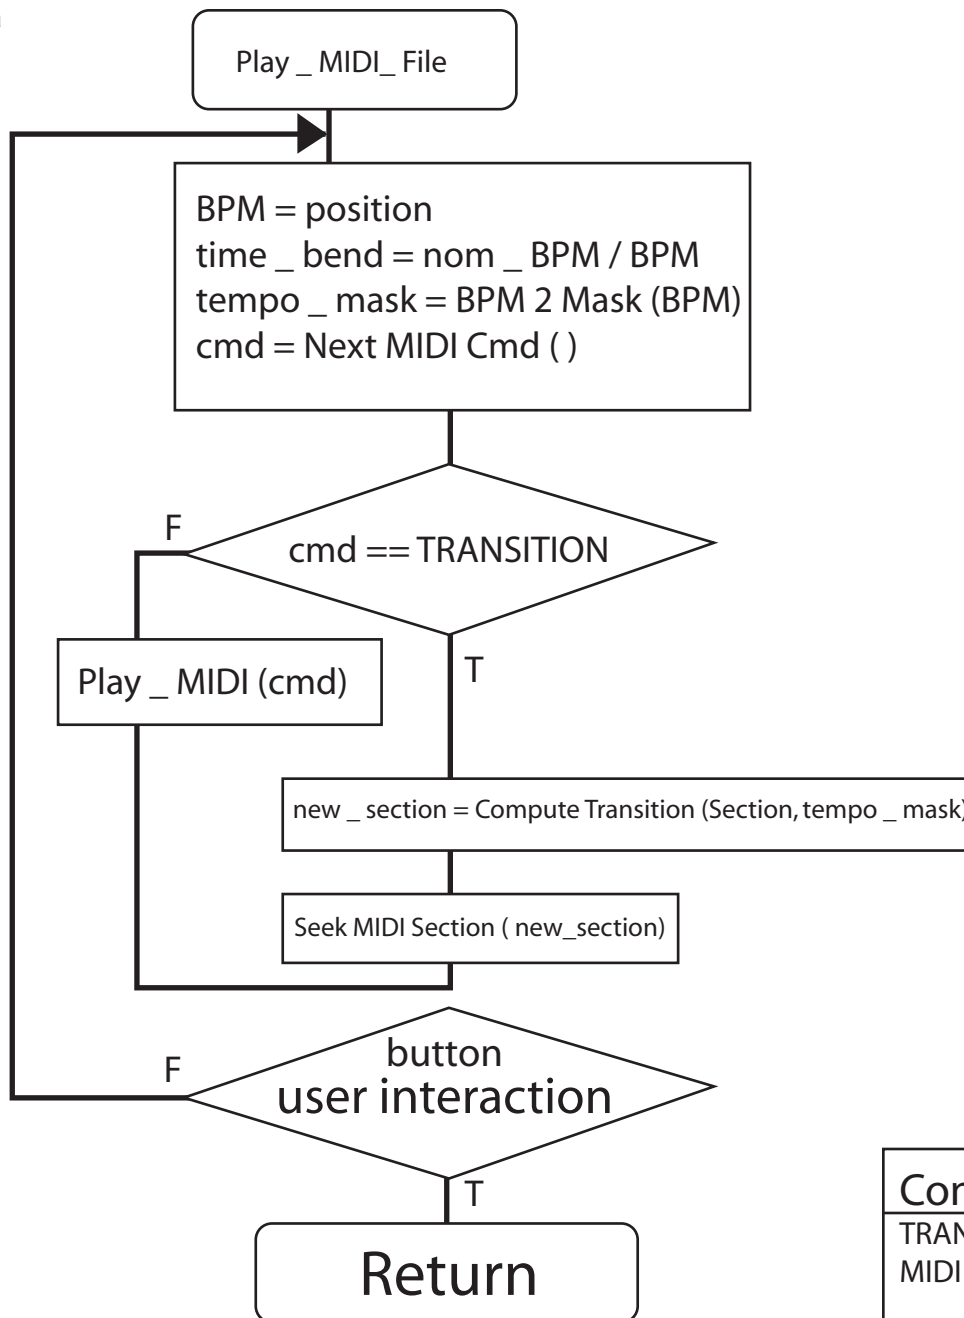 Play _ MIDI_ File
BPM = position
time _ bend = nom _ BPM / BPM
tempo _ mask = BPM 2 Mask (BPM)
cmd = Next MIDI Cmd ( )
F
cmd == TRANSITION
Play _ MIDI (cmd)
T
new _ section = Compute Transition (Section, tempo _ mask)
Seek MIDI Section ( new_section)
F
button
user interaction
T
Return
MIDI